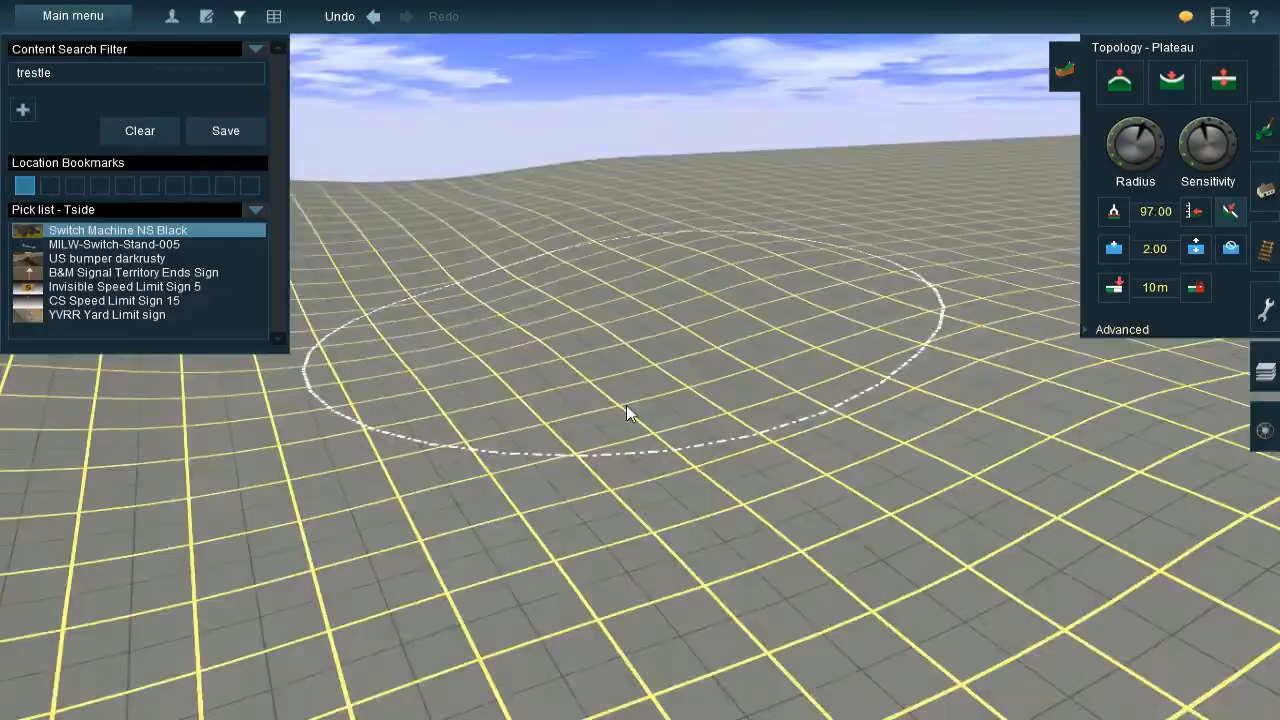 Main menu
Undo
Redo
?
Content Search Filter
trestle
Clear
Save
Location Bookmarks
Pick list - Tside
Switch Machine NS Black
MILW-Switch-Stand-005
US bumper darkrusty
B&M Signal Territory Ends Sign
Invisible Speed Limit Sign 5
CS Speed Limit Sign 15
YVRR Yard Limit sign
Topology - Plateau
Radius
Sensitivity
97.00
2.00
10m
Advanced